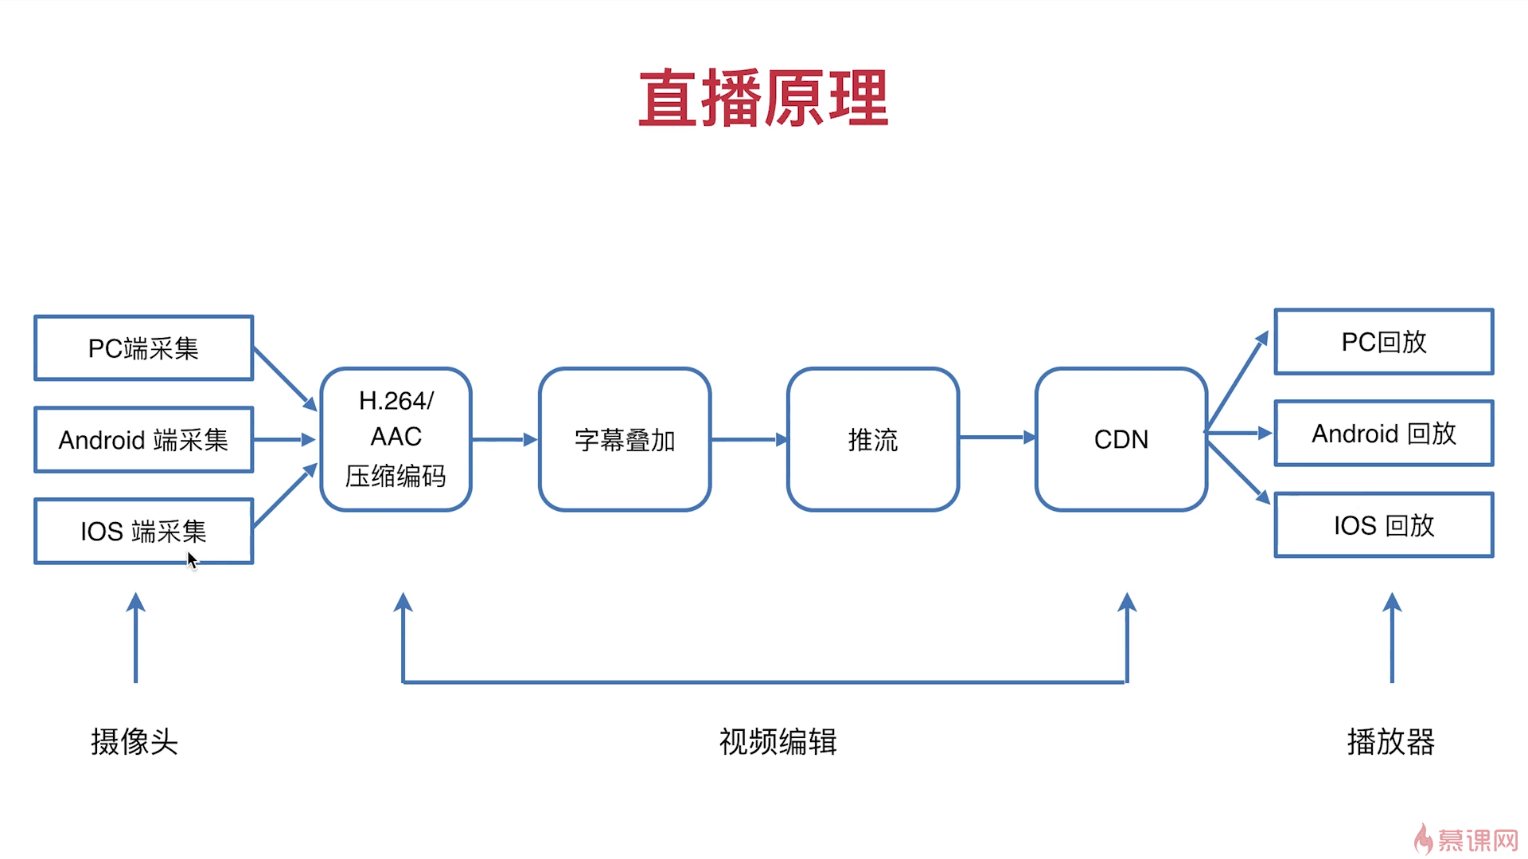 直播原理
PC端采集
Android 端采集
IOS 端采集
H.264/
AAC
压缩编码
字幕叠加
推流
CDN
PC回放
Android 回放
IOS 回放
摄像头
视频编辑
播放器
慕课网